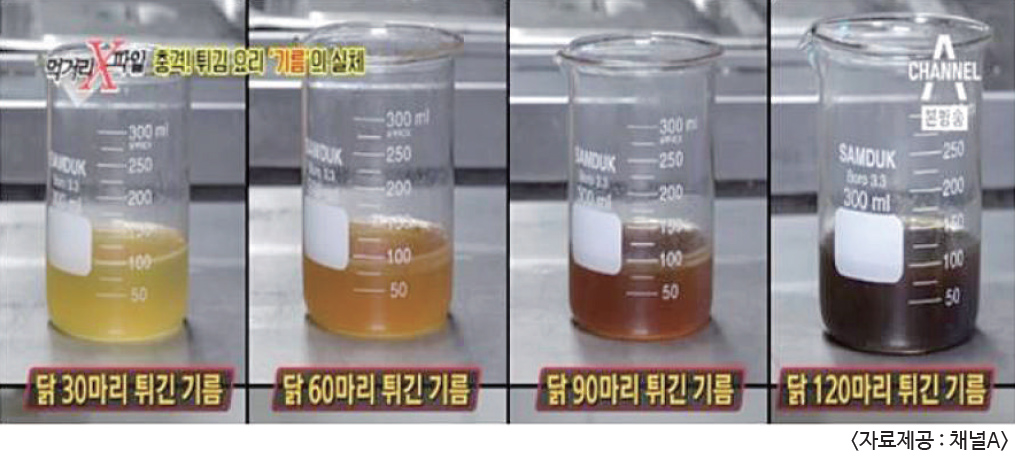 먹거리X파일 충격! 튀김 요리 '기름'의 실체
CHANNEL A
본방송
300 ml
250
200
150
100
50
SAMDUK
Boro 3.3
300 ml
300 ml
250
200
150
100
50
SAMDUK
Boro 3.3
300 ml
300 ml
250
200
150
100
50
SAMDUK
Boro 3.3
300 ml
250
200
150
100
50
닭 30마리 튀긴 기름
닭 60마리 튀긴 기름
닭 90마리 튀긴 기름
닭 120마리 튀긴 기름
〈자료제공 : 채널A〉